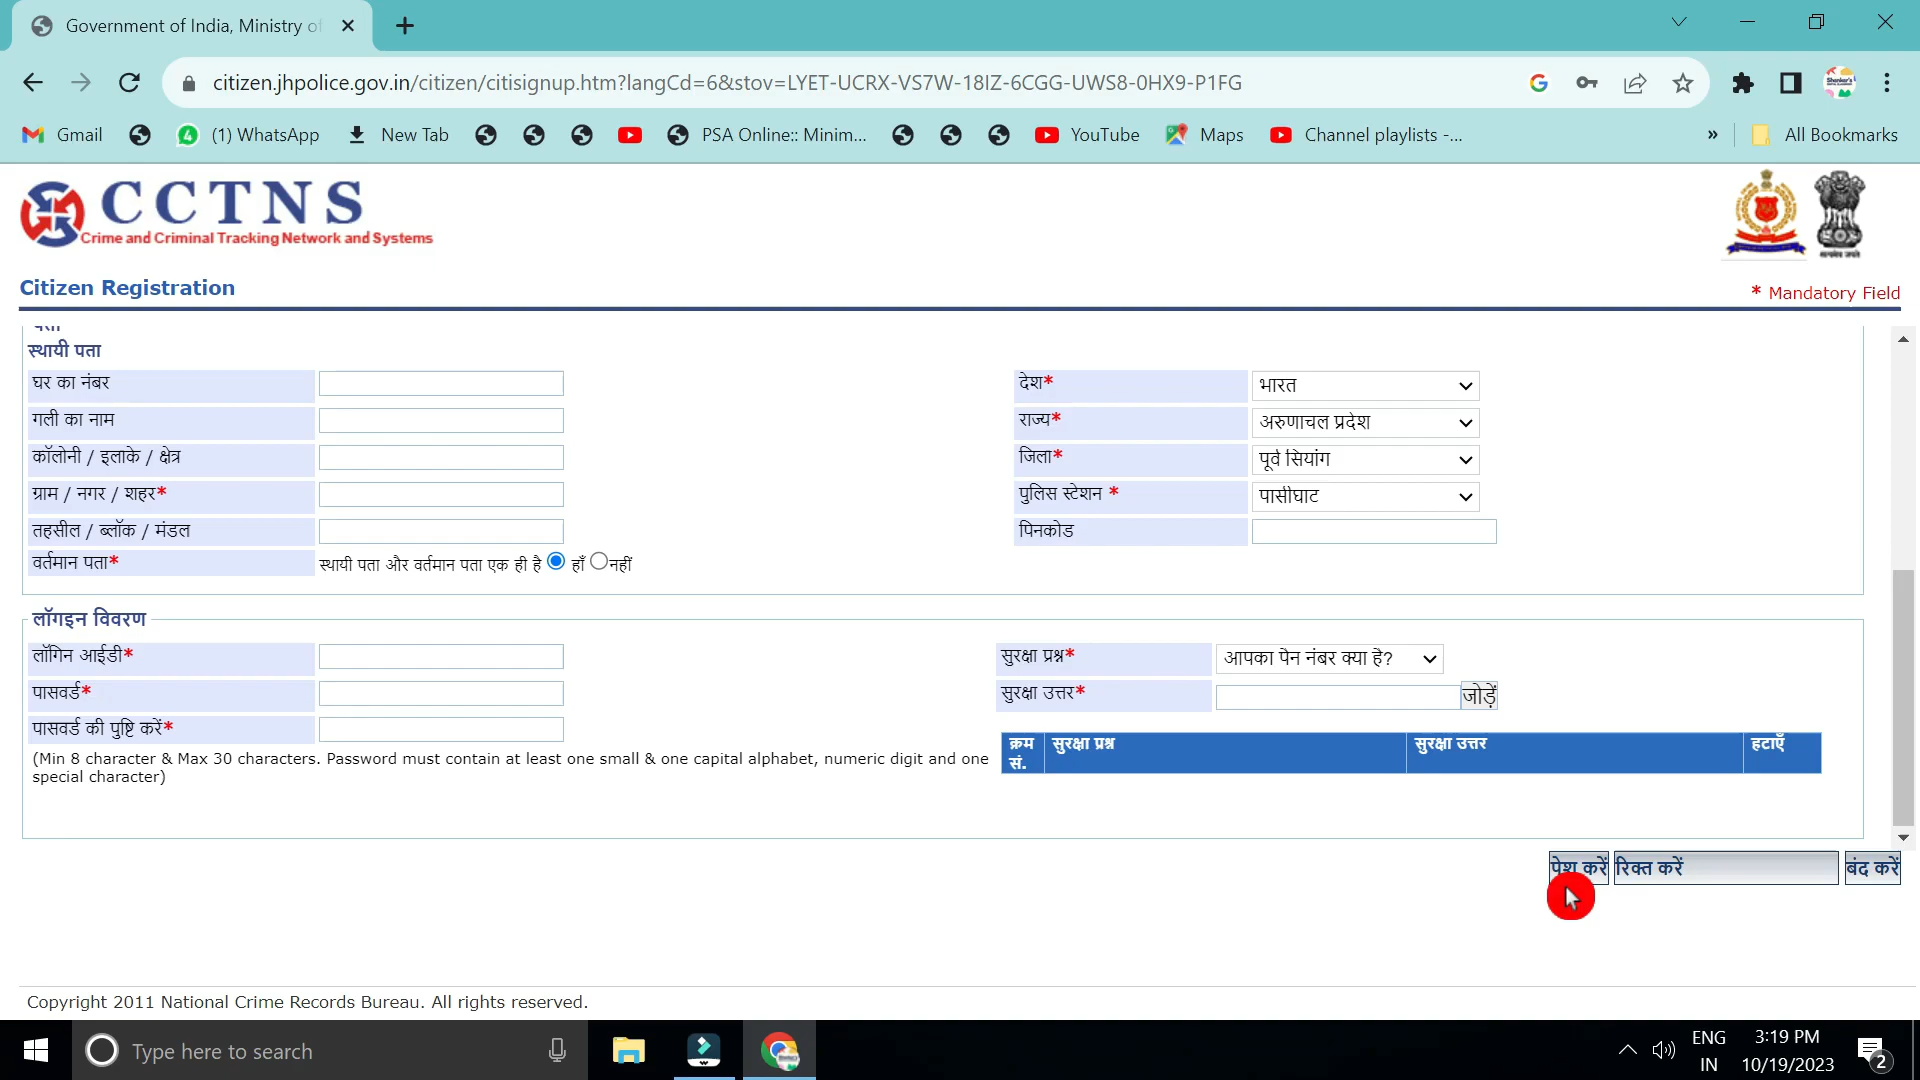 Government of India, Ministry of
citizen.jhpolice.gov.in/citizen/citisignup.htm?langCd=6&stov=LYET-UCRX-VS7W-18IZ-6CGG-UWS8-0HX9-P1FG
Gmail (1) WhatsApp New Tab PSA Online:: Minim... YouTube Maps Channel playlists -... » All Bookmarks
CCTNS
Crime and Criminal Tracking Network and Systems
सत्यमेव जयते
Citizen Registration
* Mandatory Field
पता
स्थायी पता
घर का नंबर देश* भारत
गली का नाम राज्य* अरुणाचल प्रदेश
कॉलोनी / इलाके / क्षेत्र जिला* पूर्व सियांग
ग्राम / नगर / शहर* पुलिस स्टेशन * पासीघाट
तहसील / ब्लॉक / मंडल पिनकोड
वर्तमान पता* स्थायी पता और वर्तमान पता एक ही है हाँ नहीं
लॉगइन विवरण
लॉगिन आईडी* सुरक्षा प्रश्न* आपका पेन नंबर क्या है?
पासवर्ड* सुरक्षा उत्तर* जोड़ें
पासवर्ड की पुष्टि करें*
(Min 8 character & Max 30 characters. Password must contain at least one small & one capital alphabet, numeric digit and one
special character)
क्रम सं. सुरक्षा प्रश्न सुरक्षा उत्तर हटाएँ
पेश करें रिक्त करें बंद करें
Copyright 2011 National Crime Records Bureau. All rights reserved.
Type here to search
ENG 3:19 PM
IN 10/19/2023 2